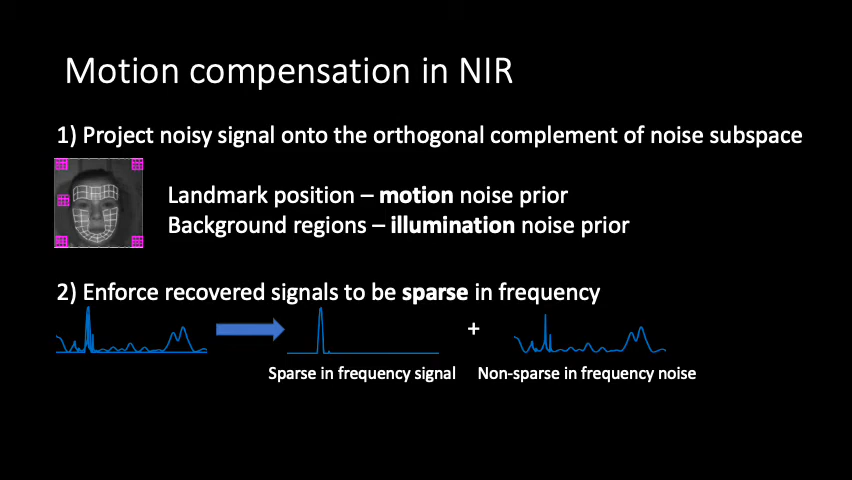 Motion compensation in NIR
1) Project noisy signal onto the orthogonal complement of noise subspace
Landmark position – motion noise prior
Background regions – illumination noise prior
2) Enforce recovered signals to be sparse in frequency
+
Sparse in frequency signal
Non-sparse in frequency noise